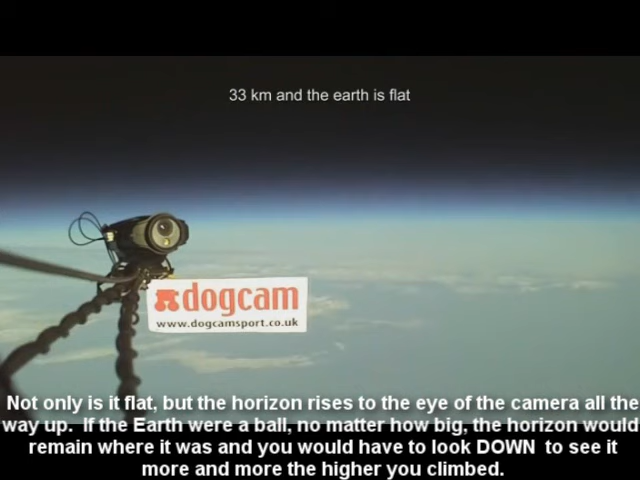 33 km and the earth is flat
dogcam
www.dogcamsport.co.uk
Not only is it flat, but the horizon rises to the eye of the camera all the
way up. If the Earth were a ball, no matter how big, the horizon would
remain where it was and you would have to look DOWN to see it
more and more the higher you climbed.